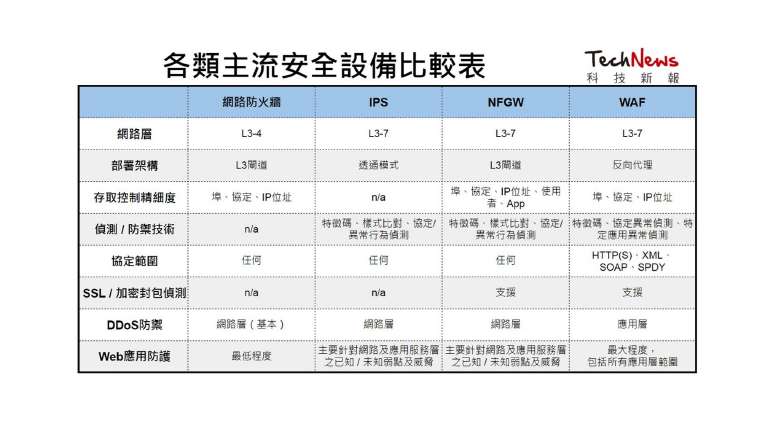 各類主流安全設備比較表
TechNews
科技新報
網路防火牆 IPS NFGW WAF
網路層 L3-4 L3-7 L3-7 L3-7
部署架構 L3閘道 透通模式 L3閘道 反向代理
存取控制精細度 埠、協定、IP位址 n/a 埠、協定、IP位址、使用者、App 埠、協定、IP位址
偵測 / 防禦技術 n/a 特徵碼、樣式比對、協定/異常行為偵測 特徵碼、樣式比對、協定/異常行為偵測 特徵碼、協定異常偵測、特定應用異常偵測
協定範圍 任何 任何 任何 HTTP(S)、XML、SOAP、SPDY
SSL / 加密封包偵測 n/a n/a 支援 支援
DDoS防禦 網路層（基本） 網路層 網路層 應用層
Web應用防護 最低程度 主要針對網路及應用服務層之已知 / 未知弱點及威脅 主要針對網路及應用服務層之已知 / 未知弱點及威脅 最大程度，包括所有應用層範圍